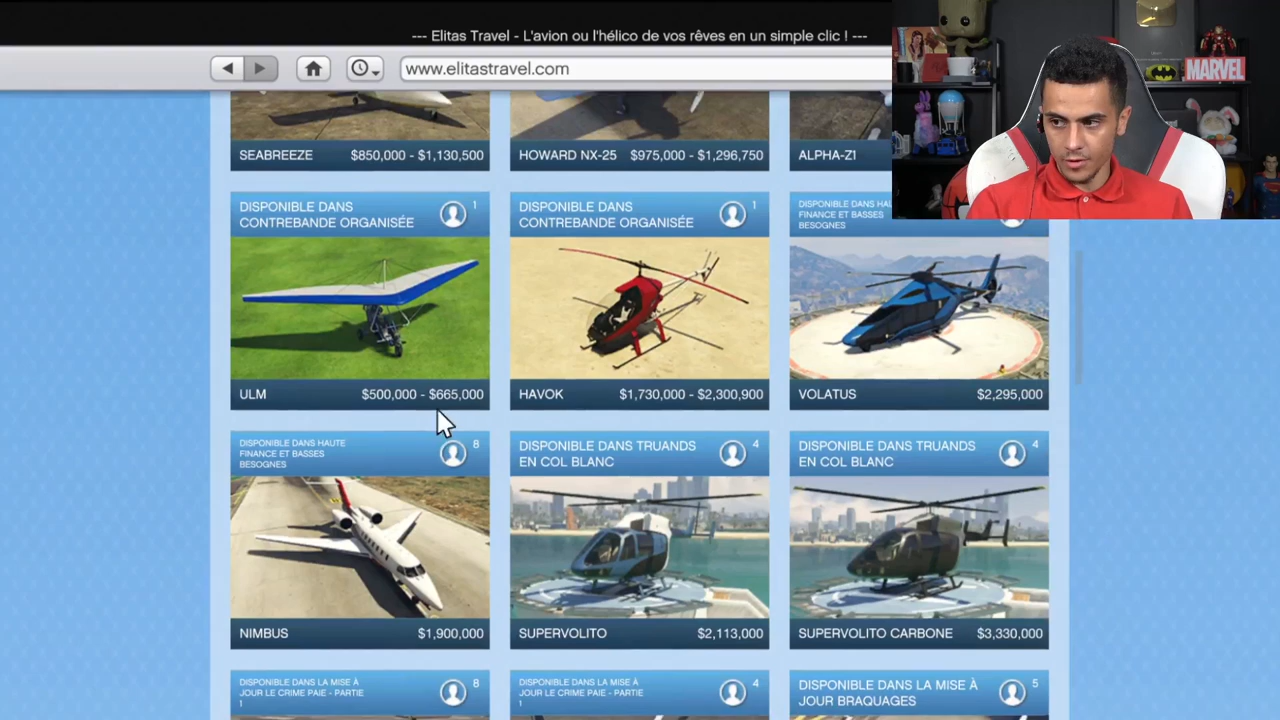 --- Elitas Travel - L'avion ou l'hélico de vos rêves en un simple clic ! ---
www.elitastravel.com
MARVEL
SEABREEZE $850,000 - $1,130,500
HOWARD NX-25 $975,000 - $1,296,750
ALPHA-Z1
DISPONIBLE DANS
CONTREBANDE ORGANISÉE
1
DISPONIBLE DANS
CONTREBANDE ORGANISÉE
1
FINANCE ET BASSES
BESOGNES
ULM $500,000 - $665,000
HAVOK $1,730,000 - $2,300,900
VOLATUS $2,295,000
DISPONIBLE DANS HAUTE
FINANCE ET BASSES
BESOGNES
8
DISPONIBLE DANS TRUANDS
EN COL BLANC
4
DISPONIBLE DANS TRUANDS
EN COL BLANC
4
NIMBUS $1,900,000
SUPERVOLITO $2,113,000
SUPERVOLITO CARBONE $3,330,000
DISPONIBLE DANS LA MISE À
JOUR LE CRIME PAIE - PARTIE
1
8
DISPONIBLE DANS LA MISE À
JOUR LE CRIME PAIE - PARTIE
1
4
DISPONIBLE DANS LA MISE À
JOUR BRAQUAGES
5